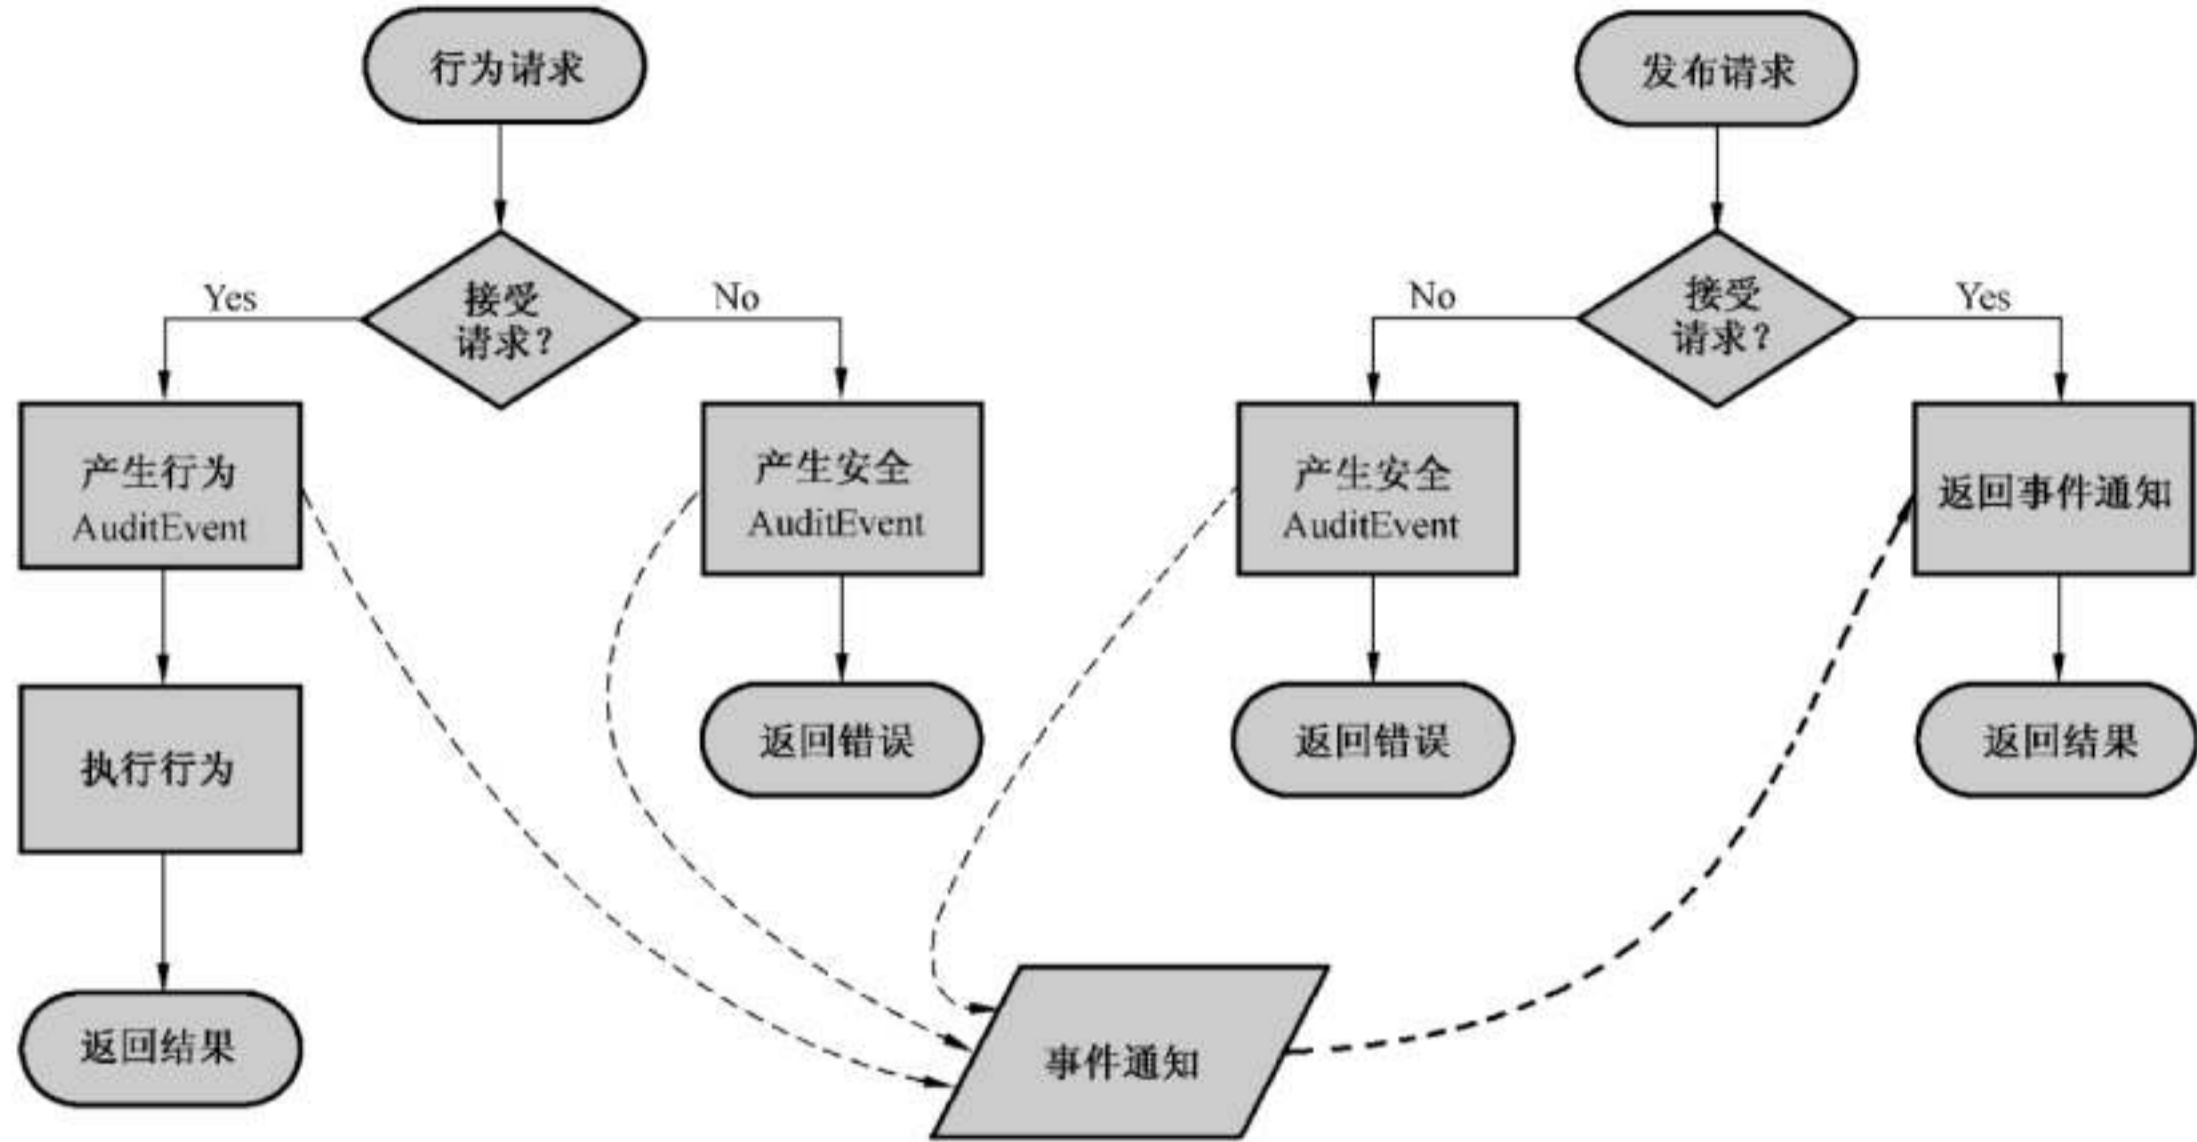 行为请求
发布请求
Yes
接受
请求?
No
No
接受
请求?
Yes
产生行为
AuditEvent
产生安全
AuditEvent
产生安全
AuditEvent
返回事件通知
执行行为
返回错误
返回错误
返回结果
返回结果
事件通知